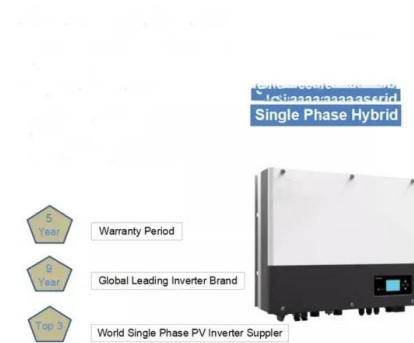 Single Phase Hybrid
5
Year
Warranty Period
9
Year
Global Leading Inverter Brand
Top 3
World Single Phase PV Inverter Suppler